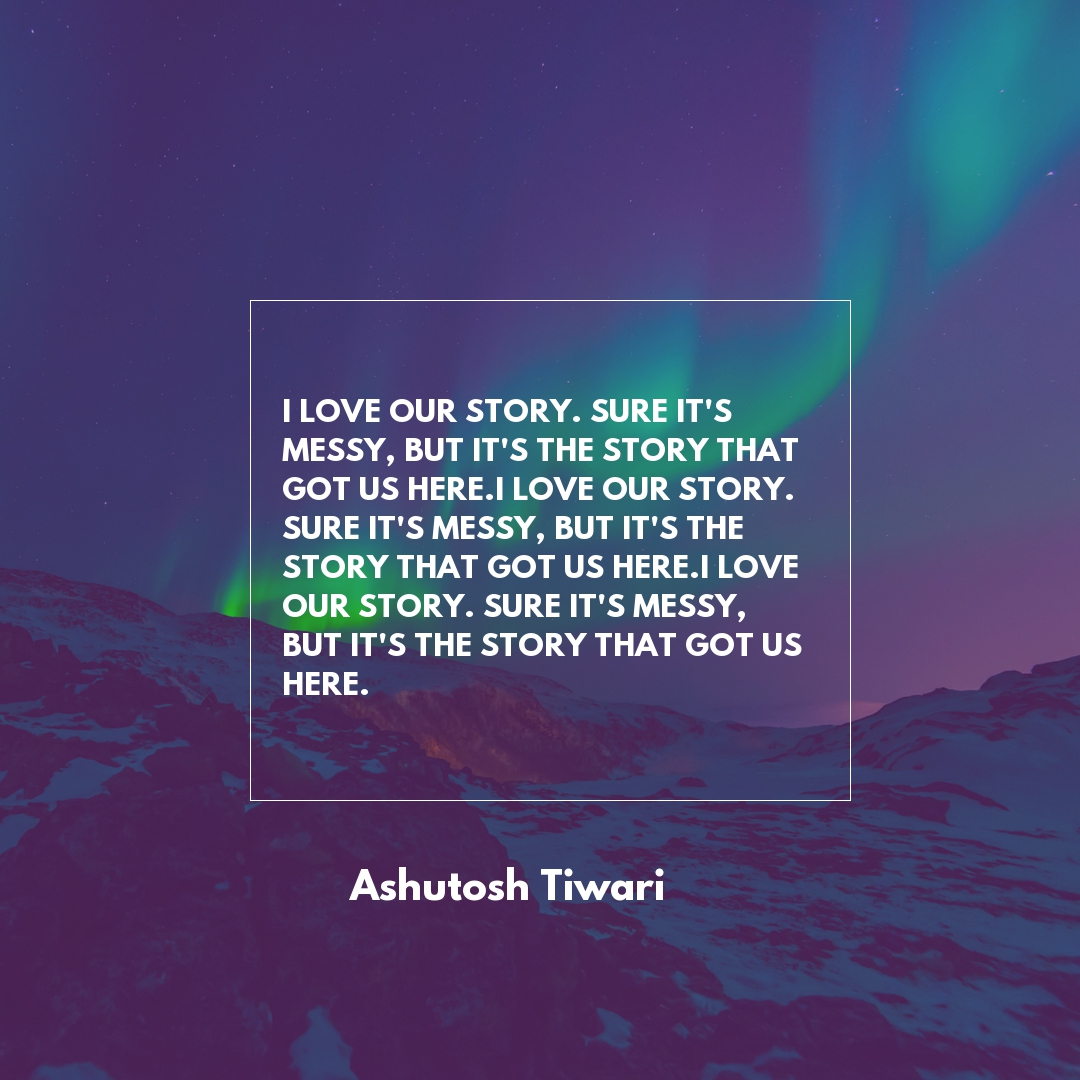 I LOVE OUR STORY. SURE IT'S
MESSY, BUT IT'S THE STORY THAT
GOT US HERE.I LOVE OUR STORY.
SURE IT'S MESSY, BUT IT'S THE
STORY THAT GOT US HERE.I LOVE
OUR STORY. SURE IT'S MESSY,
BUT IT'S THE STORY THAT GOT US
HERE.
Ashutosh Tiwari